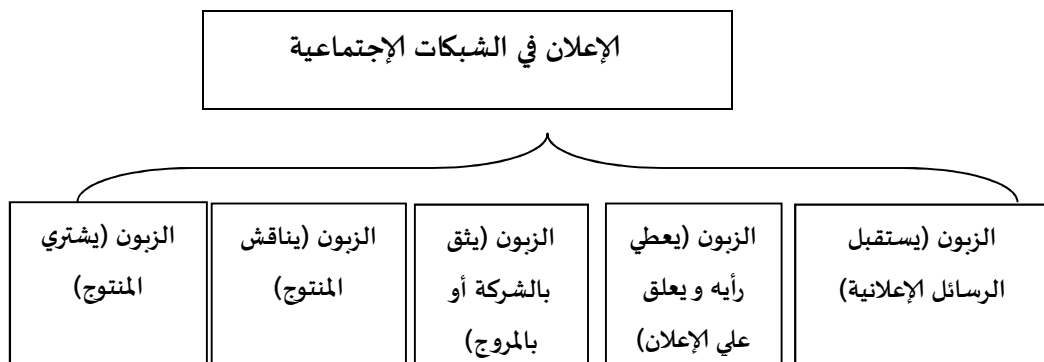 الإعلان في الشبكات الإجتماعية
الزبون (يستقبل
الرسائل الإعلانية)
الزبون (يعطي
رأيه و يعلق
علي الإعلان)
الزبون (يثق
بالشركة أو
بالمروج)
الزبون (يناقش
المنتوج)
الزبون (يشتري
المنتوج)